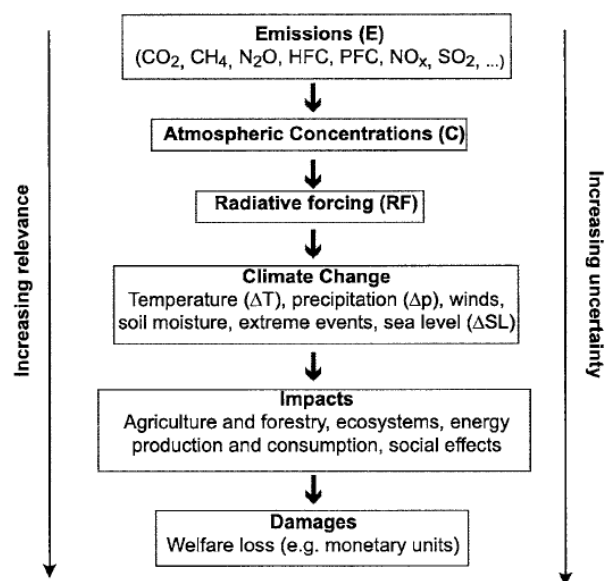 Emissions (E)
(CO₂, CH₄, N₂O, HFC, PFC, NOₓ, SO₂, ...)
Atmospheric Concentrations (C)
Radiative forcing (RF)
Climate Change
Temperature (ΔT), precipitation (Δp), winds,
soil moisture, extreme events, sea level (ΔSL)
Impacts
Agriculture and forestry, ecosystems, energy
production and consumption, social effects
Damages
Welfare loss (e.g. monetary units)
Increasing relevance
Increasing uncertainty